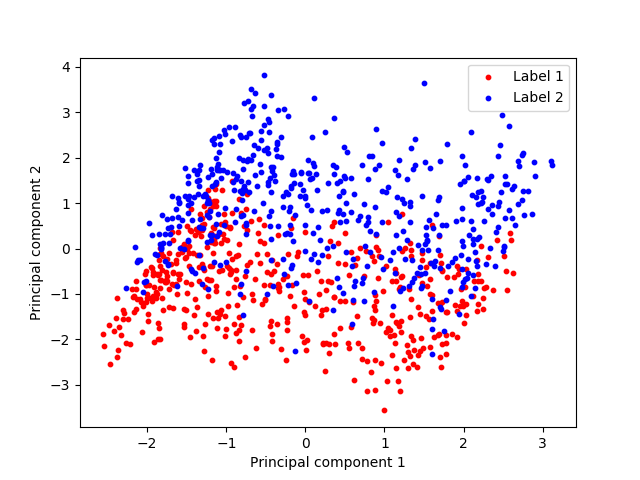 4
3
2
1
0
−1
−2
−3
Principal component 2
Label 1
Label 2
−2 −1 0 1 2 3
Principal component 1